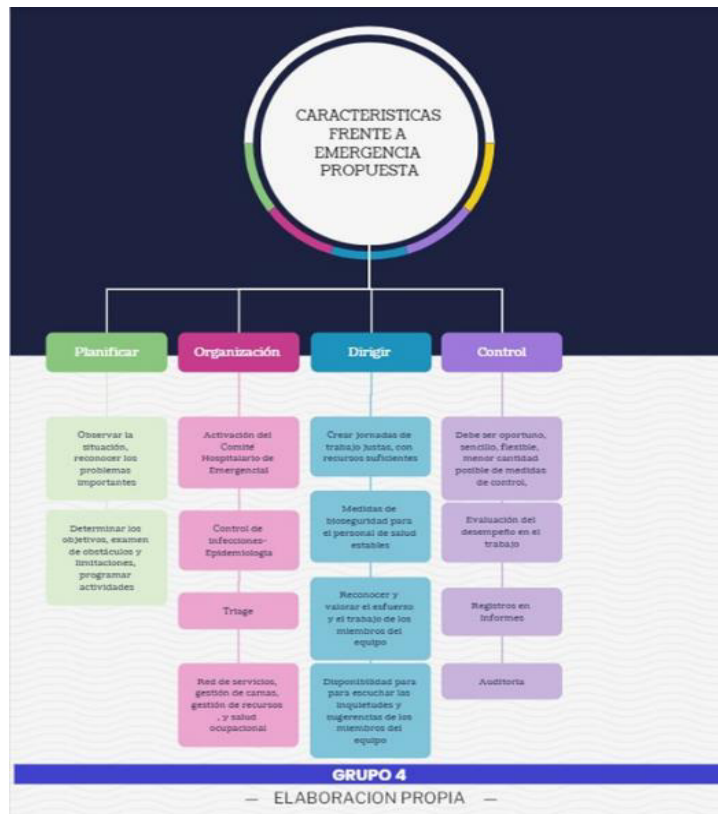 CARACTERISTICAS
FRENTE A
EMERGENCIA
PROPUESTA
Planificar
Observar la
situación,
reconocer los
problemas
importantes
Determinar los
objetivos, examen
de obstáculos y
limitaciones,
programar
actividades
Organización
Activación del
Comité
Hospitalario de
Emergencial
Control de
infecciones-
Epidemiologia
Triage
Red de servicios,
gestión de camas,
gestión de recursos
, y salud
ocupacional
Dirigir
Crear jornadas de
trabajo justas, con
recursos suficientes
Medidas de
bioseguridad para
el personal de salud
estables
Reconocer y
valorar el esfuerzo
y el trabajo de los
miembros del
equipo
Disponibilidad para
para escuchar las
inquietudes y
sugerencias de los
miembros del
equipo
Control
Debe ser oportuno,
sencillo, flexible,
menor cantidad
posible de medidas
de control,
Evaluación del
desempeño en el
trabajo
Registros en
informes
Auditoria
GRUPO 4
— ELABORACION PROPIA —